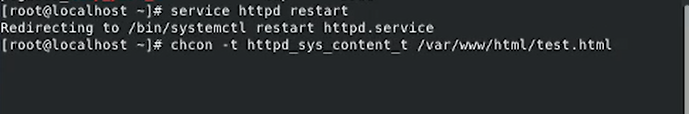 [root@localhost ~]# service httpd restart
Redirecting to /bin/systemctl restart httpd.service
[root@localhost ~]# chcon -t httpd_sys_content_t /var/www/html/test.html